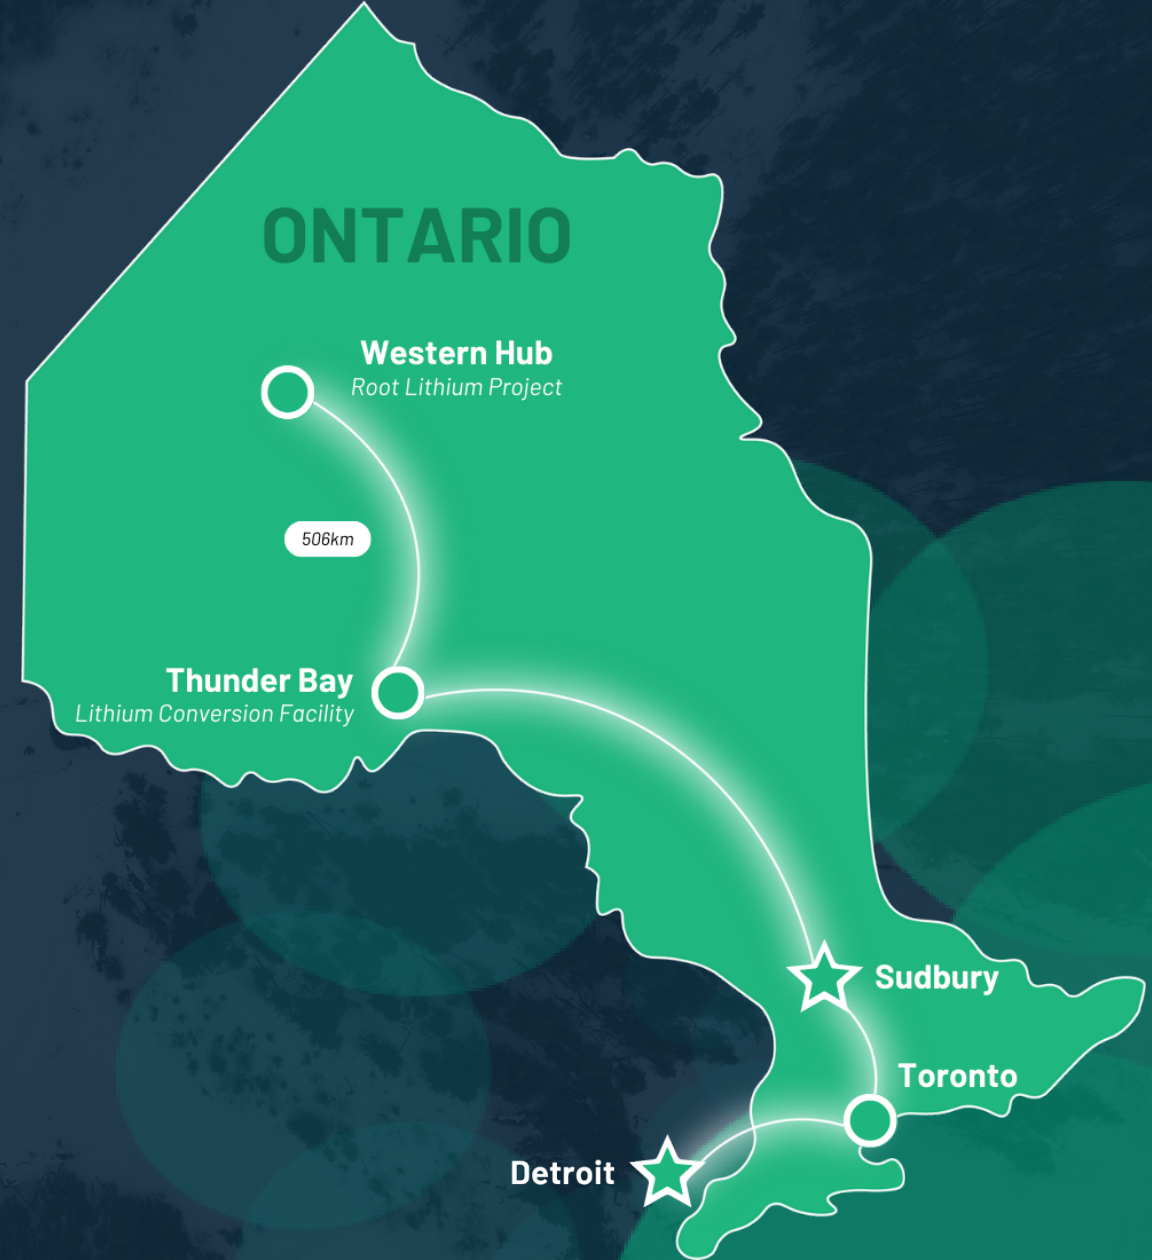 ONTARIO
Western Hub
Root Lithium Project
506km
Thunder Bay
Lithium Conversion Facility
Sudbury
Toronto
Detroit